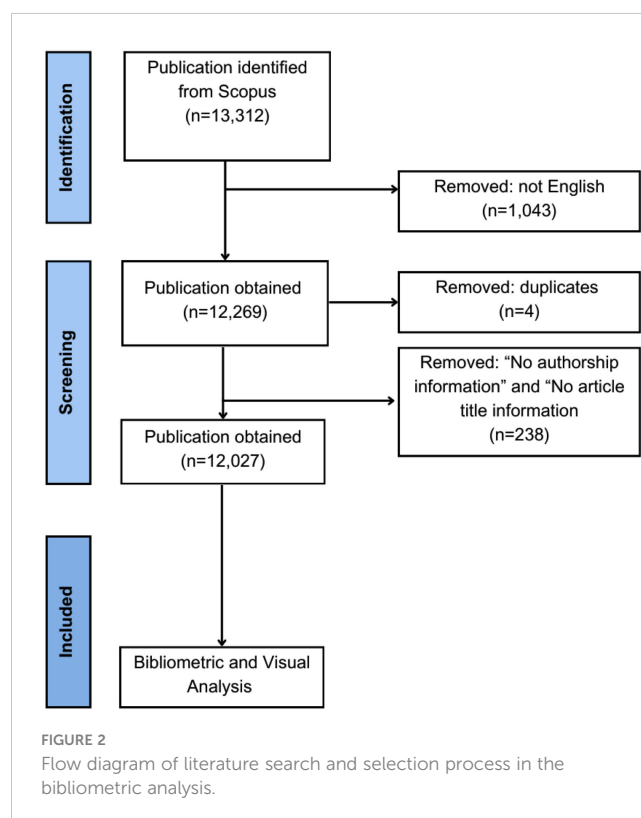 Identification
Publication identified
from Scopus
(n=13,312)
Removed: not English
(n=1,043)
Screening
Publication obtained
(n=12,269)
Removed: duplicates
(n=4)
Removed: “No authorship
information” and “No article
title information
(n=238)
Publication obtained
(n=12,027)
Included
Bibliometric and Visual
Analysis
FIGURE 2
Flow diagram of literature search and selection process in the
bibliometric analysis.